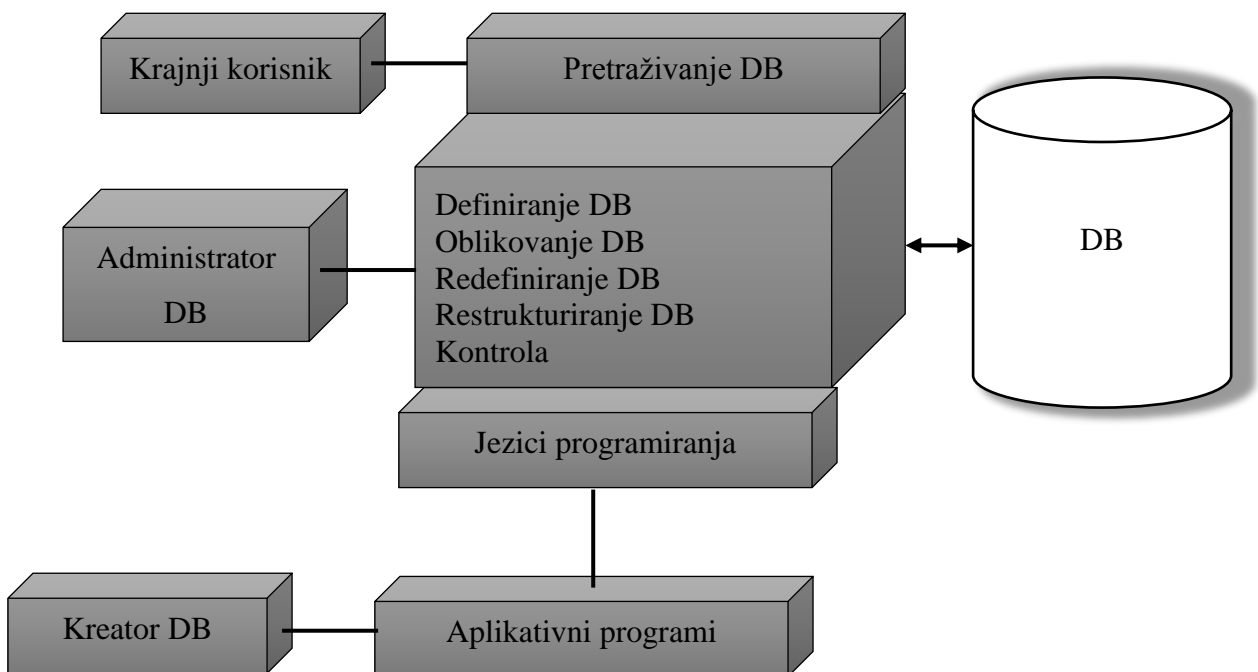 Krajnji korisnik
Pretraživanje DB
Administrator
DB
Definiranje DB
Oblikovanje DB
Redefiniranje DB
Restrukturiranje DB
Kontrola
DB
Jezici programiranja
Kreator DB
Aplikativni programi